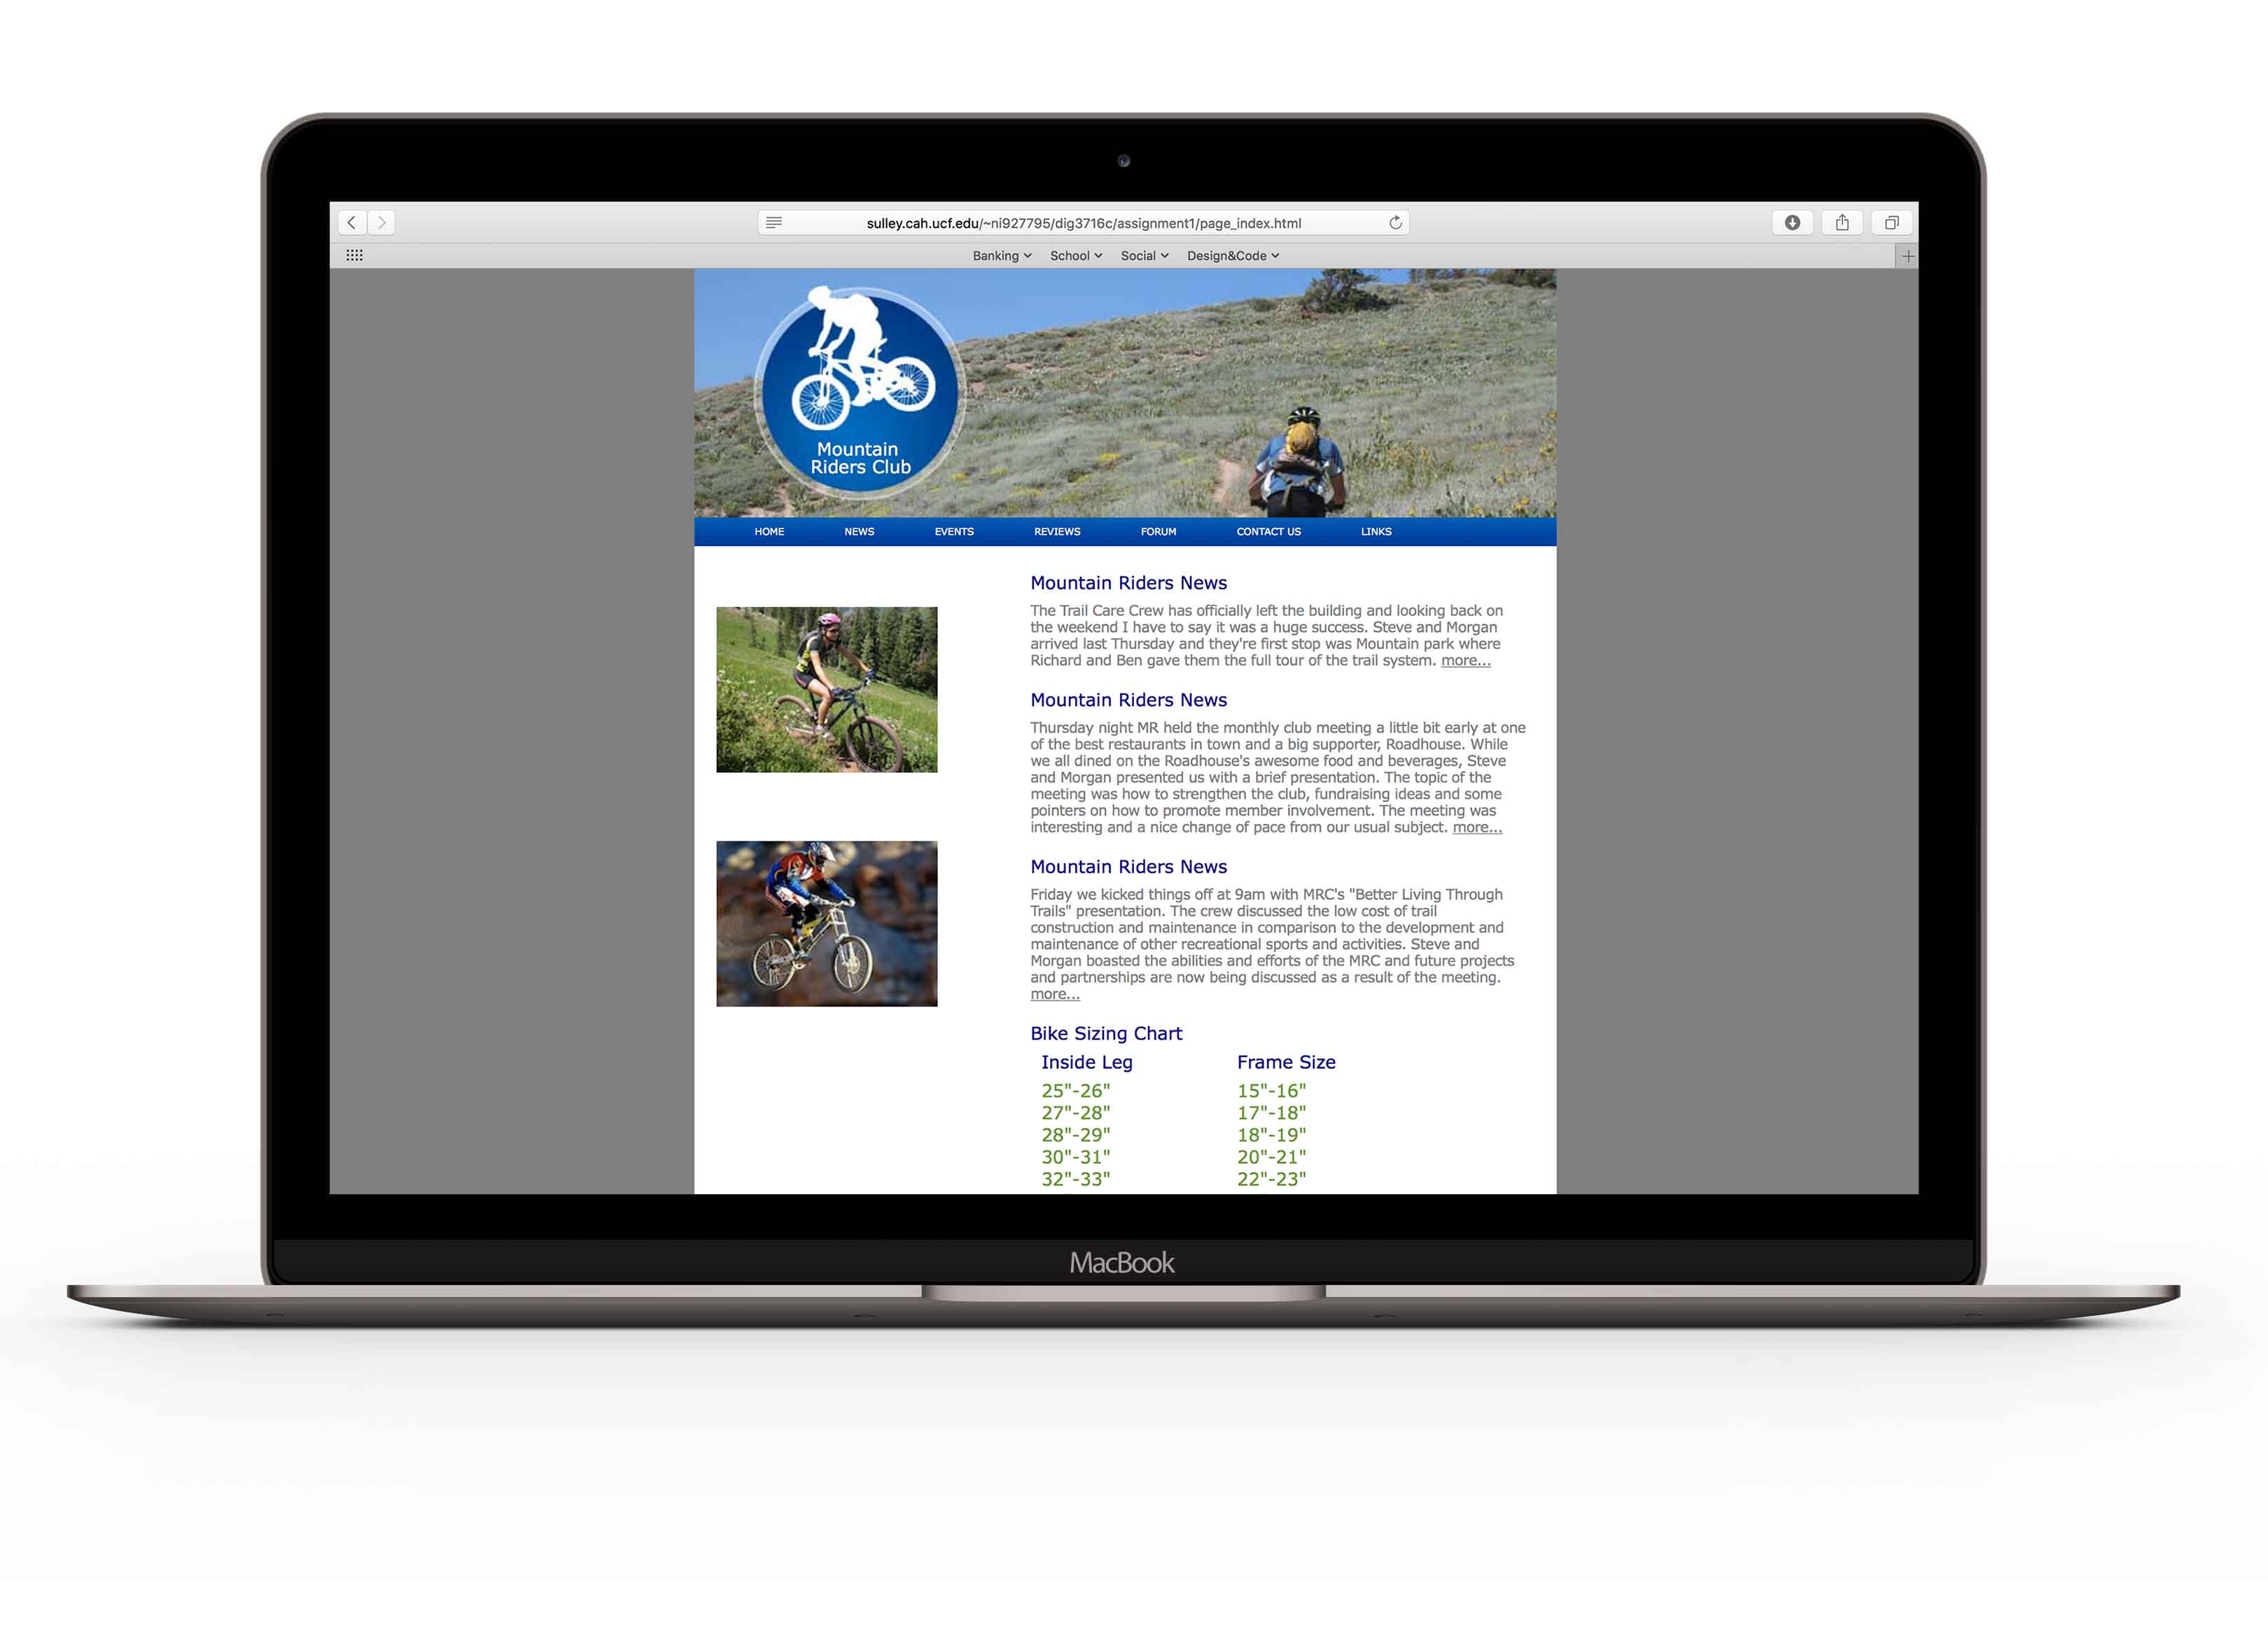 sulley.cah.ucf.edu/~ni927795/dig3716c/assignment1/page_index.html
Banking School Social Design&Code
Mountain
Riders Club
HOME NEWS EVENTS REVIEWS FORUM CONTACT US LINKS
Mountain Riders News
The Trail Care Crew has officially left the building and looking back on
the weekend I have to say it was a huge success. Steve and Morgan
arrived last Thursday and they're first stop was Mountain park where
Richard and Ben gave them the full tour of the trail system. more...
Mountain Riders News
Thursday night MR held the monthly club meeting a little bit early at one
of the best restaurants in town and a big supporter, Roadhouse. While
we all dined on the Roadhouse's awesome food and beverages, Steve
and Morgan presented us with a brief presentation. The topic of the
meeting was how to strengthen the club, fundraising ideas and some
pointers on how to promote member involvement. The meeting was
interesting and a nice change of pace from our usual subject. more...
Mountain Riders News
Friday we kicked things off at 9am with MRC's "Better Living Through
Trails" presentation. The crew discussed the low cost of trail
construction and maintenance in comparison to the development and
maintenance of other recreational sports and activities. Steve and
Morgan boasted the abilities and efforts of the MRC and future projects
and partnerships are now being discussed as a result of the meeting.
more...
Bike Sizing Chart
Inside Leg Frame Size
25"-26" 15"-16"
27"-28" 17"-18"
28"-29" 18"-19"
30"-31" 20"-21"
32"-33" 22"-23"
MacBook